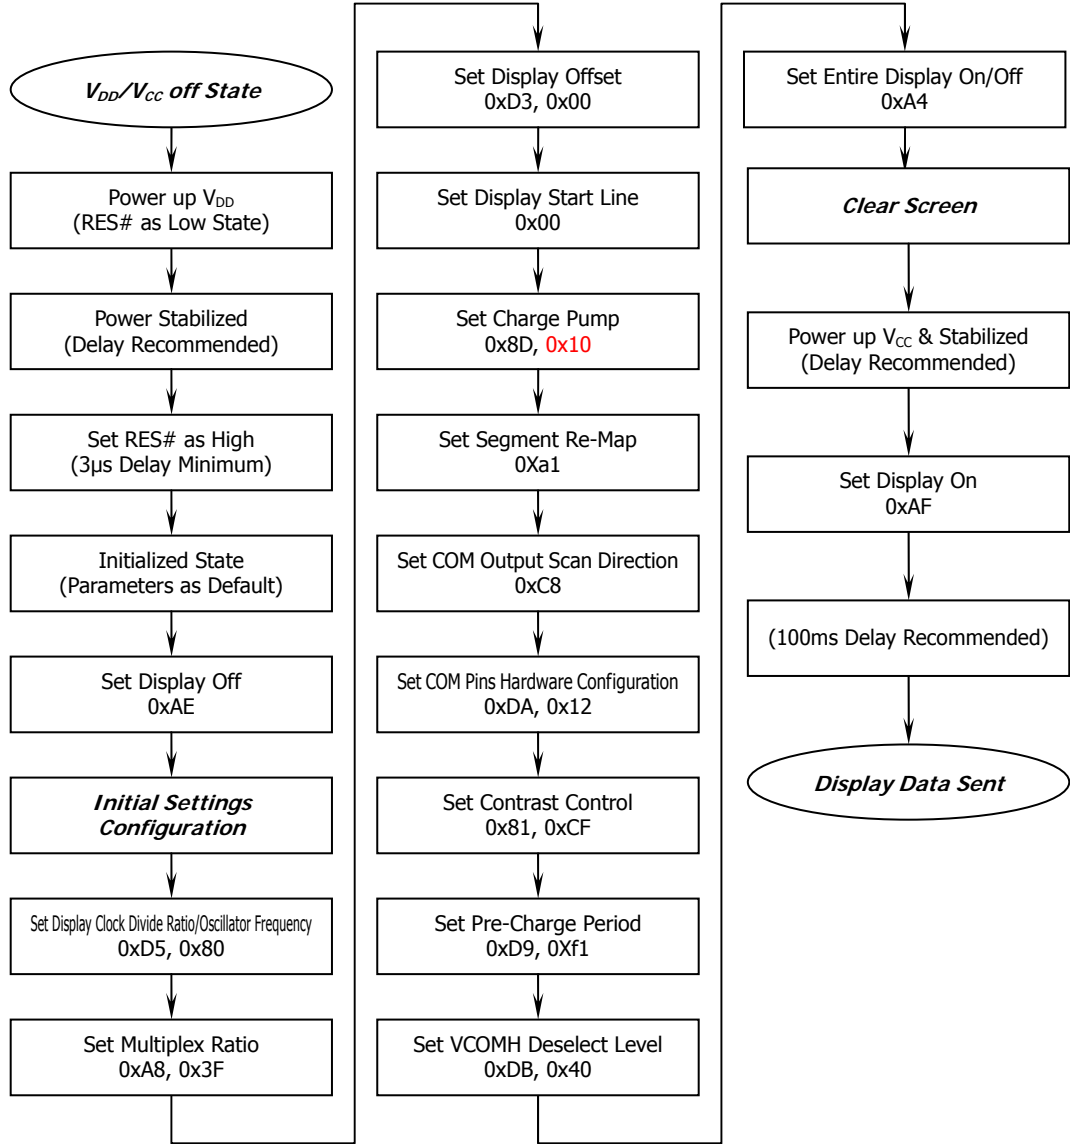 V_DD/V_CC off State
Power up V_DD
(RES# as Low State)
Power Stabilized
(Delay Recommended)
Set RES# as High
(3μs Delay Minimum)
Initialized State
(Parameters as Default)
Set Display Off
0xAE
Initial Settings
Configuration
Set Display Clock Divide Ratio/Oscillator Frequency
0xD5, 0x80
Set Multiplex Ratio
0xA8, 0x3F
Set Display Offset
0xD3, 0x00
Set Display Start Line
0x00
Set Charge Pump
0x8D, 0x10
Set Segment Re-Map
0Xa1
Set COM Output Scan Direction
0xC8
Set COM Pins Hardware Configuration
0xDA, 0x12
Set Contrast Control
0x81, 0xCF
Set Pre-Charge Period
0xD9, 0Xf1
Set VCOMH Deselect Level
0xDB, 0x40
Set Entire Display On/Off
0xA4
Clear Screen
Power up V_CC & Stabilized
(Delay Recommended)
Set Display On
0xAF
(100ms Delay Recommended)
Display Data Sent